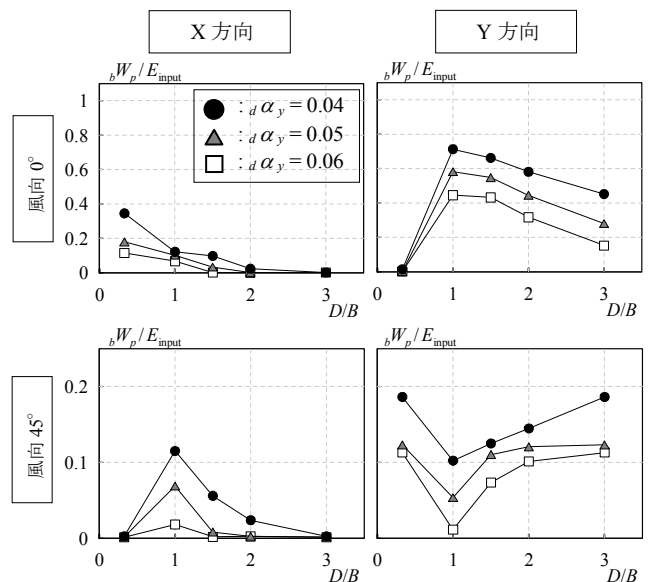 X 方向
Y 方向
風向 0°
bWp / Einput
1
0.8
0.6
0.4
0.2
0
: dαy = 0.04
: dαy = 0.05
: dαy = 0.06
0 1 2 3
D/B
bWp / Einput
0 1 2 3
D/B
風向 45°
bWp / Einput
0.2
0.1
0
0 1 2 3
D/B
bWp / Einput
0 1 2 3
D/B